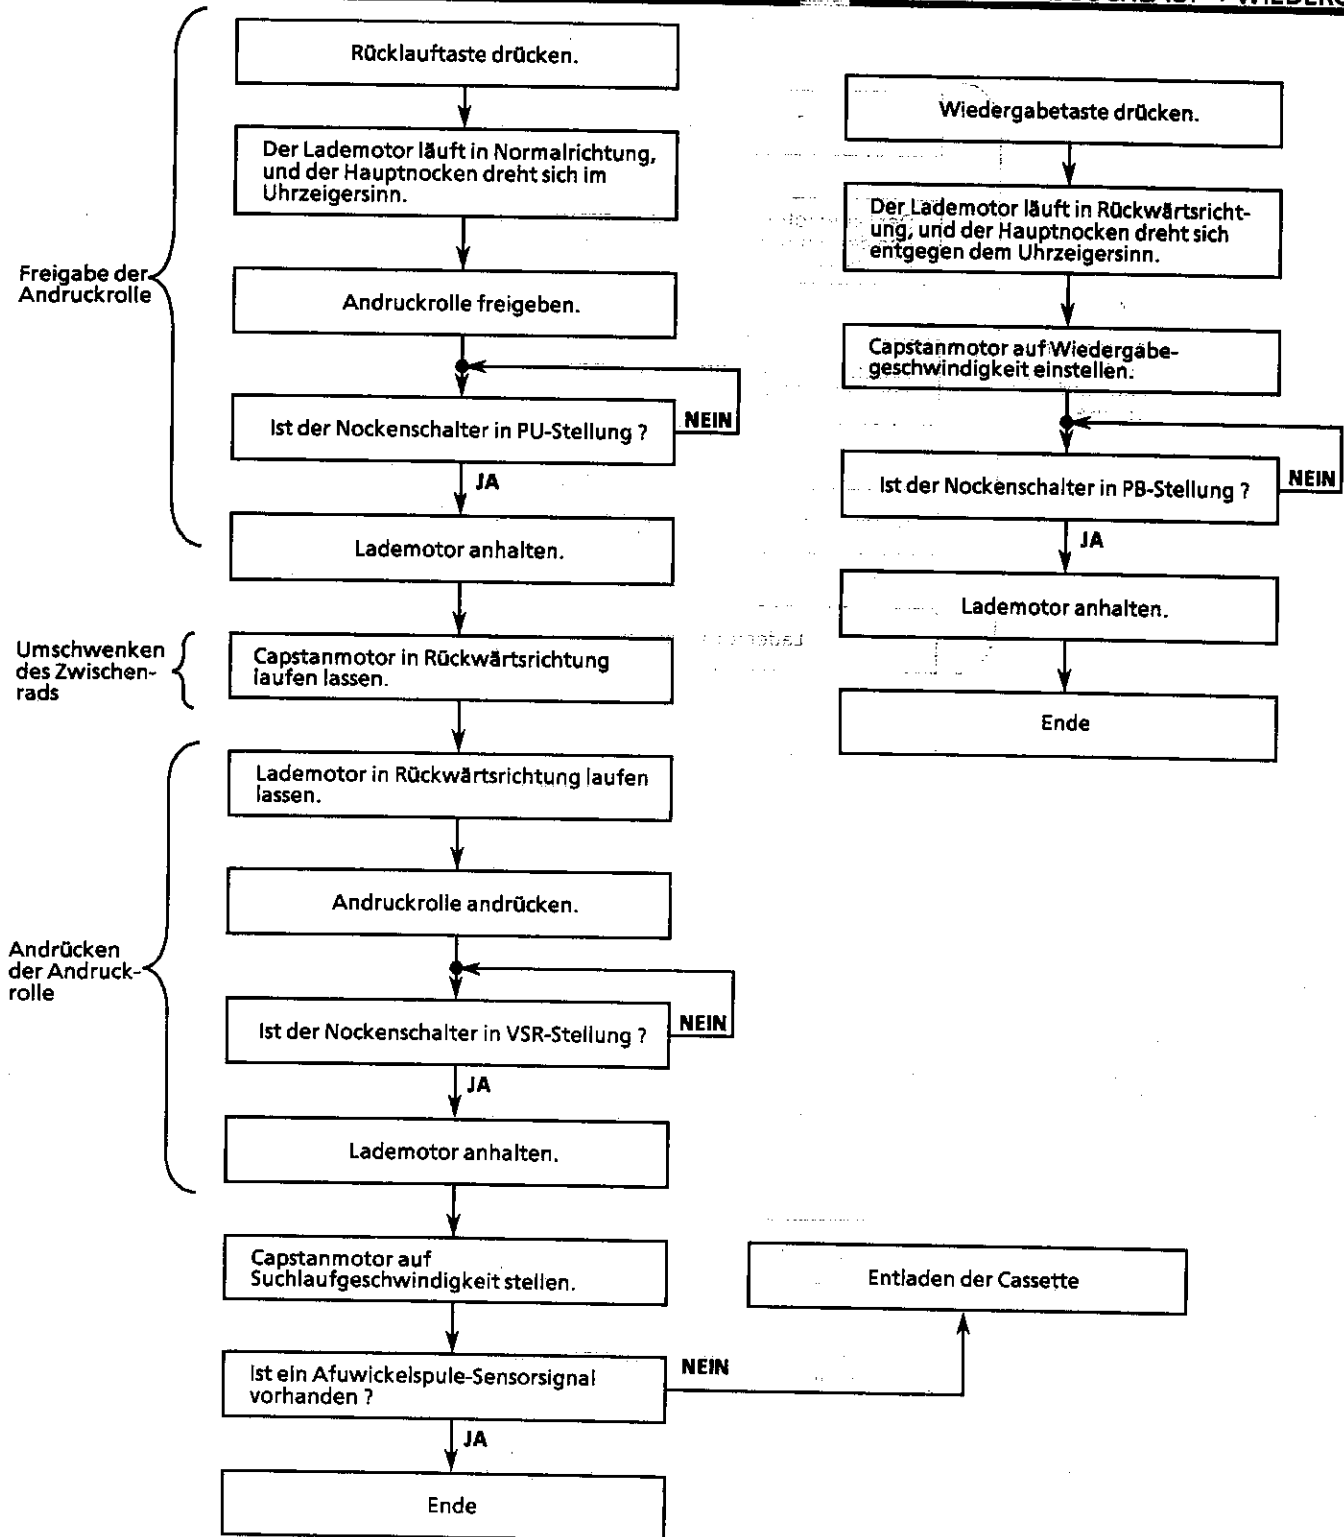 Rücklauftaste drücken.
Der Lademotor läuft in Normalrichtung,
und der Hauptnocken dreht sich im
Uhrzeigersinn.
Freigabe der
Andruckrolle
Andruckrolle freigeben.
Ist der Nockenschalter in PU-Stellung ?
NEIN
JA
Lademotor anhalten.
Umschwenken
des Zwischen-
rads
Capstanmotor in Rückwärtsrichtung
laufen lassen.
Lademotor in Rückwärtsrichtung laufen
lassen.
Andruckrolle andrücken.
Andrücken
der Andruck-
rolle
Ist der Nockenschalter in VSR-Stellung ?
NEIN
JA
Lademotor anhalten.
Capstanmotor auf
Suchlaufgeschwindigkeit stellen.
Ist ein Afuwickelspule-Sensorsignal
vorhanden ?
NEIN
Entladen der Cassette
JA
Ende
Wiedergabetaste drücken.
Der Lademotor läuft in Rückwärtsricht-
ung, und der Hauptnocken dreht sich
entgegen dem Uhrzeigersinn.
Capstanmotor auf Wiedergabe-
geschwindigkeit einstellen.
Ist der Nockenschalter in PB-Stellung ?
NEIN
JA
Lademotor anhalten.
Ende